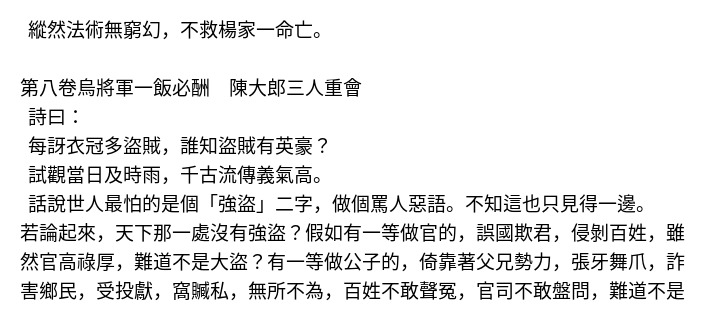 縱然法術無窮幻，不救楊家一命亡。
第八卷烏將軍一飯必酬　陳大郎三人重會
詩曰：
每訝衣冠多盜賊，誰知盜賊有英豪？
試觀當日及時雨，千古流傳義氣高。
話說世人最怕的是個「強盜」二字，做個罵人惡語。不知這也只見得一邊。
若論起來，天下那一處沒有強盜？假如有一等做官的，誤國欺君，侵剝百姓，雖
然官高祿厚，難道不是大盜？有一等做公子的，倚靠著父兄勢力，張牙舞爪，詐
害鄉民，受投獻，窩贓私，無所不為，百姓不敢聲冤，官司不敢盤問，難道不是